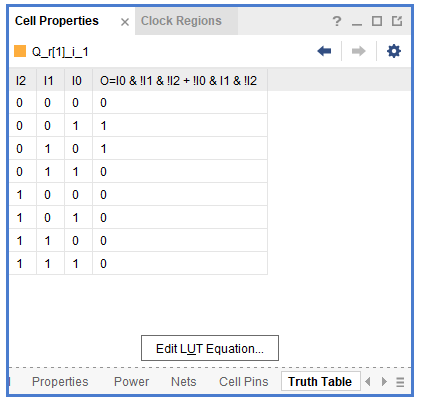 Cell Properties × Clock Regions ?
Q_r[1]_i_1
I2 I1 I0 O=I0 & !I1 & !I2 + !I0 & I1 & !I2
0 0 0 0
0 0 1 1
0 1 0 1
0 1 1 0
1 0 0 0
1 0 1 0
1 1 0 0
1 1 1 0
Edit LUT Equation...
Properties Power Nets Cell Pins Truth Table